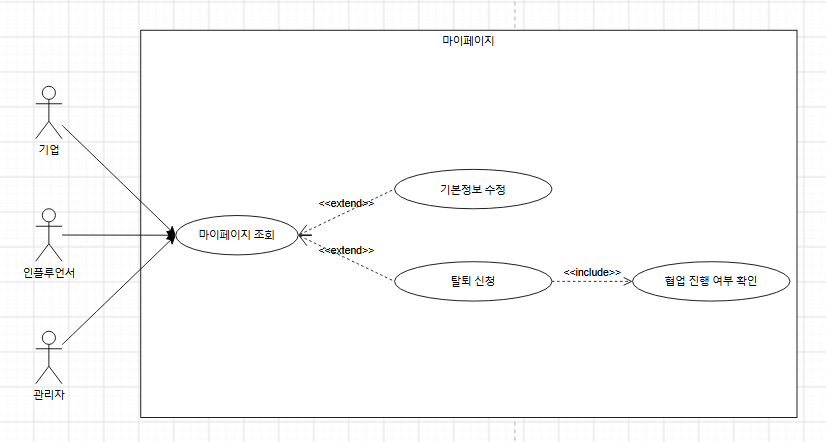 마이페이지
기업
기본정보 수정
<<extend>>
마이페이지 조회
인플루언서
<<extend>>
탈퇴 신청
<<include>>
협업 진행 여부 확인
관리자